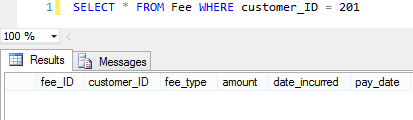 1 SELECT * FROM Fee WHERE customer_ID = 201
100 %
Results Messages
fee_ID customer_ID fee_type amount date_incurred pay_date